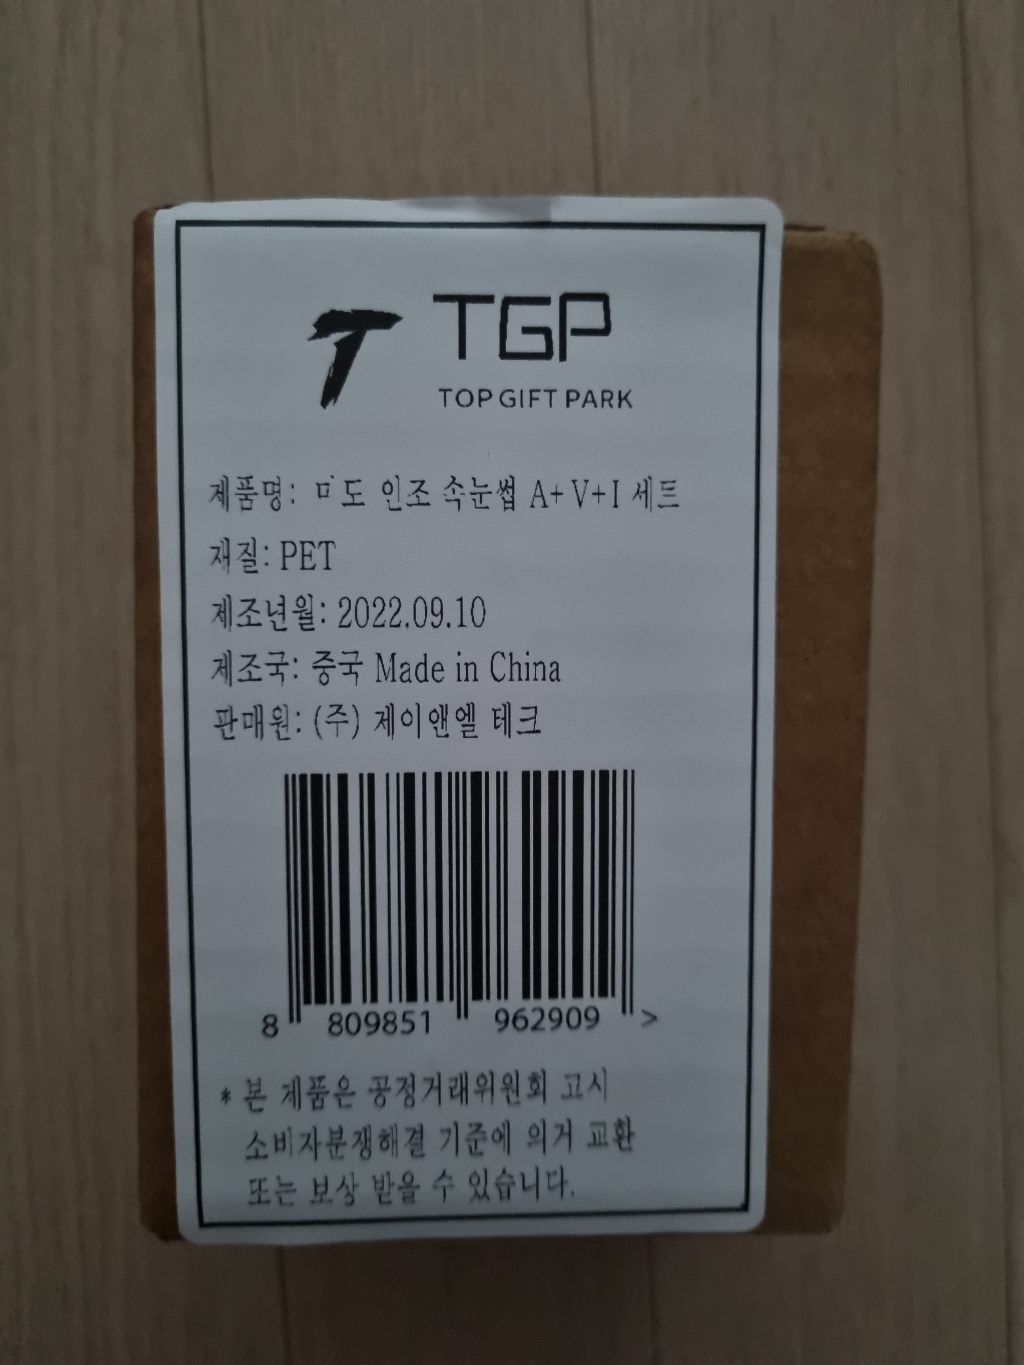 T TGP
TOP GIFT PARK
제품명: 미도 인조 속눈썹 A+ V+I 세트
재질: PET
제조년월: 2022.09.10
제조국: 중국 Made in China
판매원: (주) 제이앤엘 테크
8 809851 962909 >
* 본 제품은 공정거래위원회 고시
소비자분쟁해결 기준에 의거 교환
또는 보상 받을 수 있습니다.